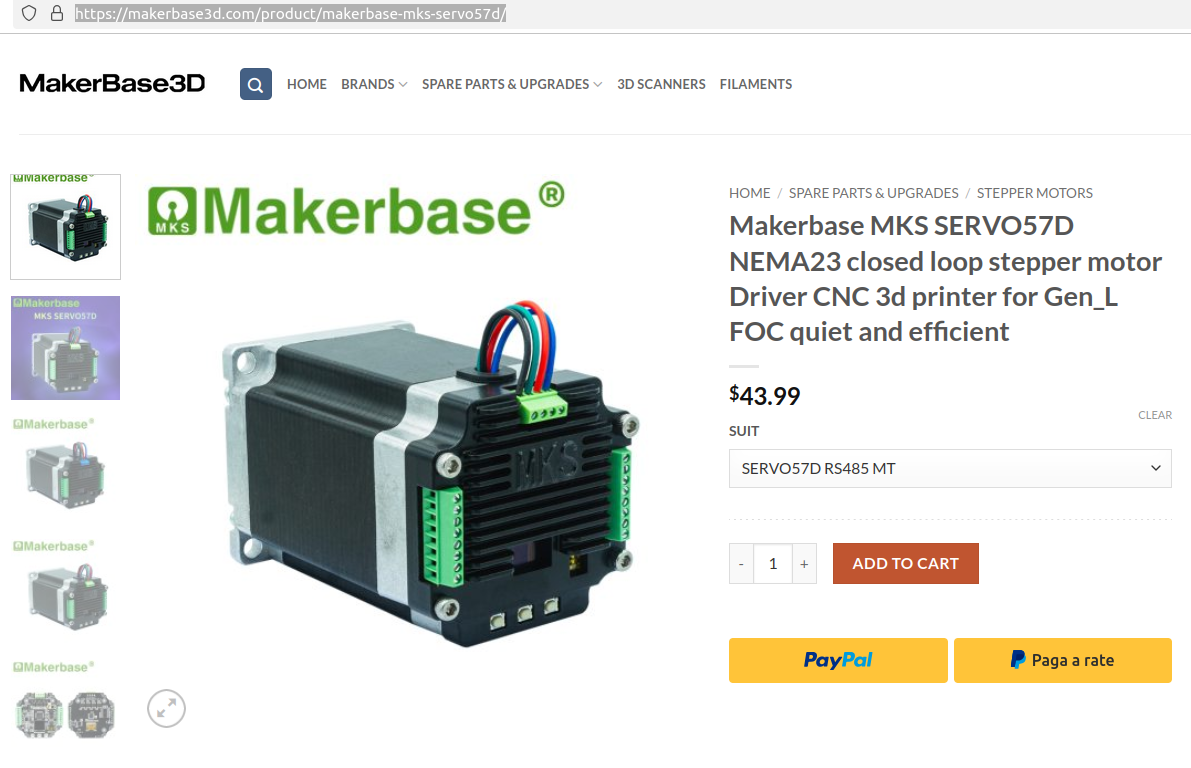 https://makerbase3d.com/product/makerbase-mks-servo57d/
MakerBase3D
HOME
BRANDS
SPARE PARTS & UPGRADES
3D SCANNERS
FILAMENTS
Makerbase®
Makerbase
MKS SERVO57D
Makerbase®
Makerbase®
Makerbase®
MKS
Makerbase®
MKS
HOME / SPARE PARTS & UPGRADES / STEPPER MOTORS
Makerbase MKS SERVO57D
NEMA23 closed loop stepper motor
Driver CNC 3d printer for Gen_L
FOC quiet and efficient
$43.99
CLEAR
SUIT
SERVO57D RS485 MT
- 1 +
ADD TO CART
PayPal
Paga a rate